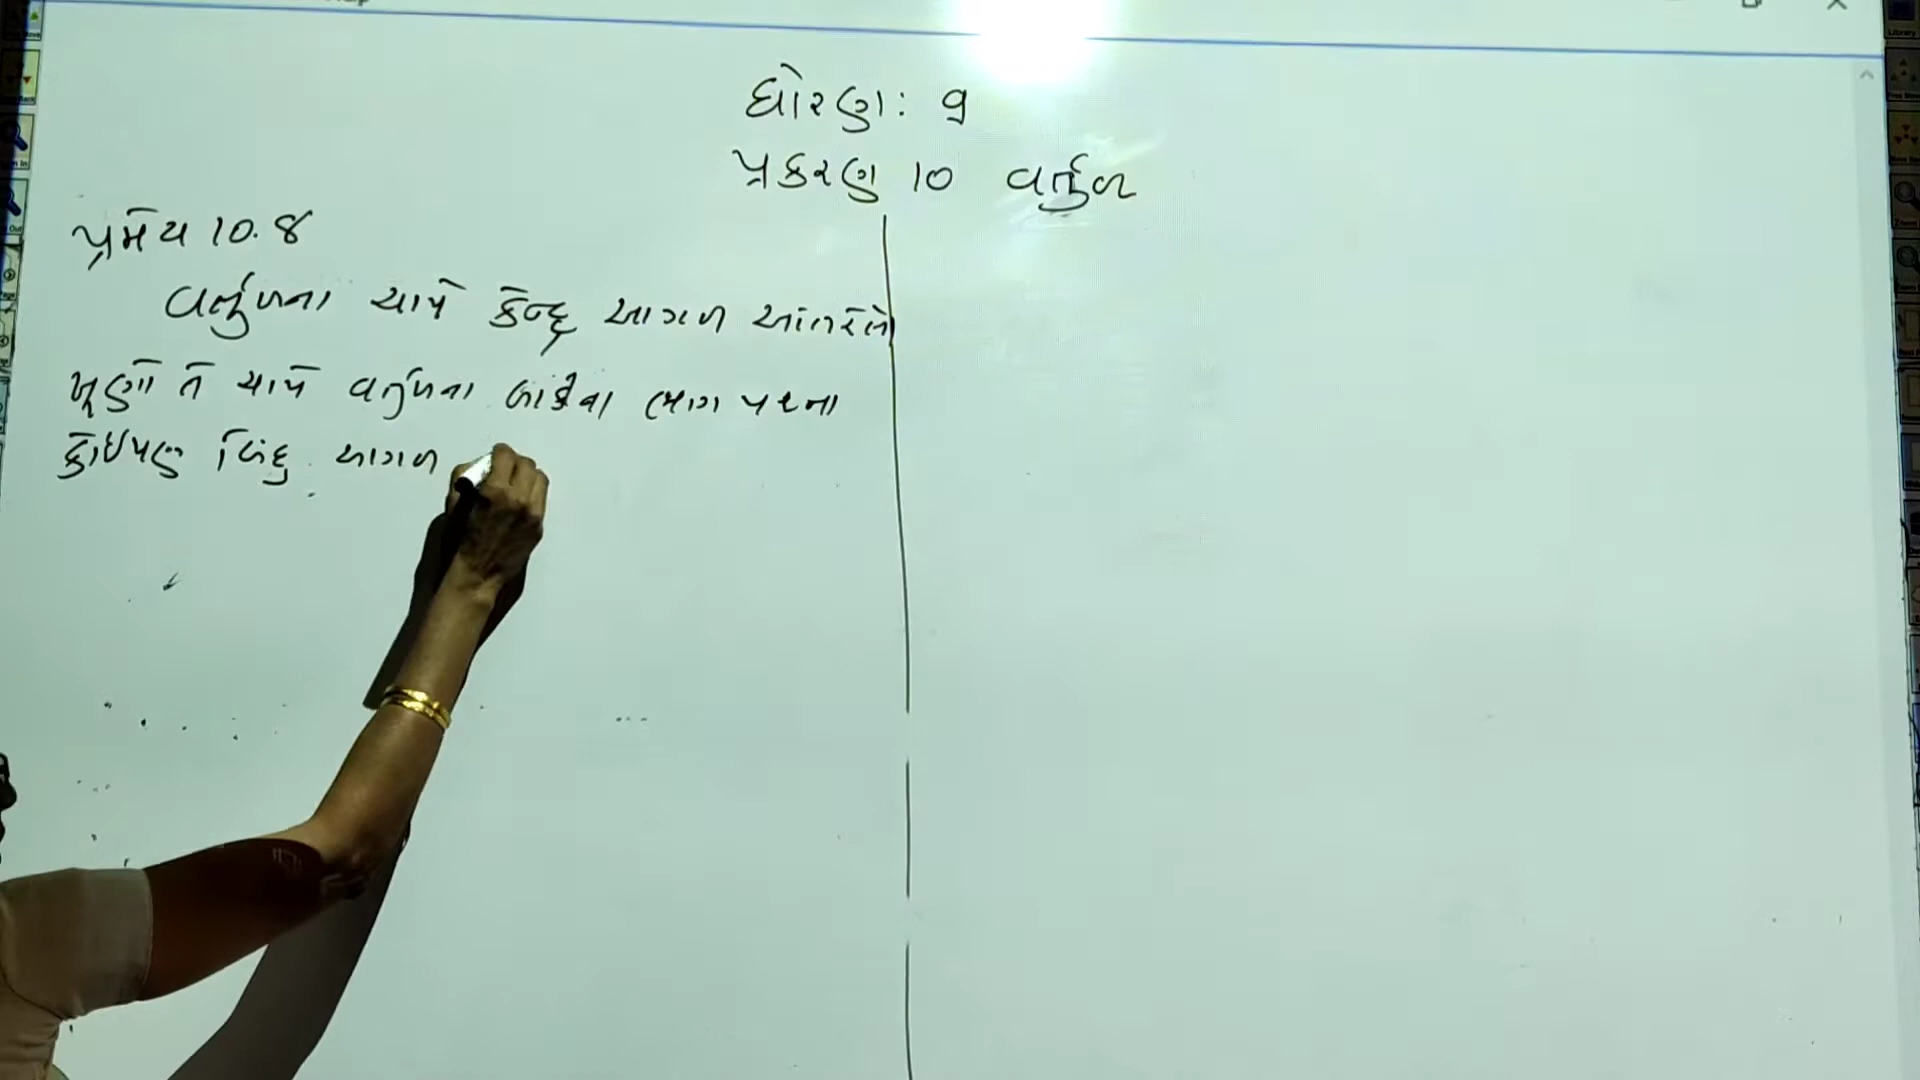 ધોરણ: 9
પ્રકરણ 10 વર્તુળ
પ્રમેય 10.8
વર્તુળના ચાપે કેન્દ્ર આગળ આંતરેલો
ખૂણો તે ચાપે વર્તુળના બાકીના ભાગ પરના
કોઈપણ બિંદુ આગળ